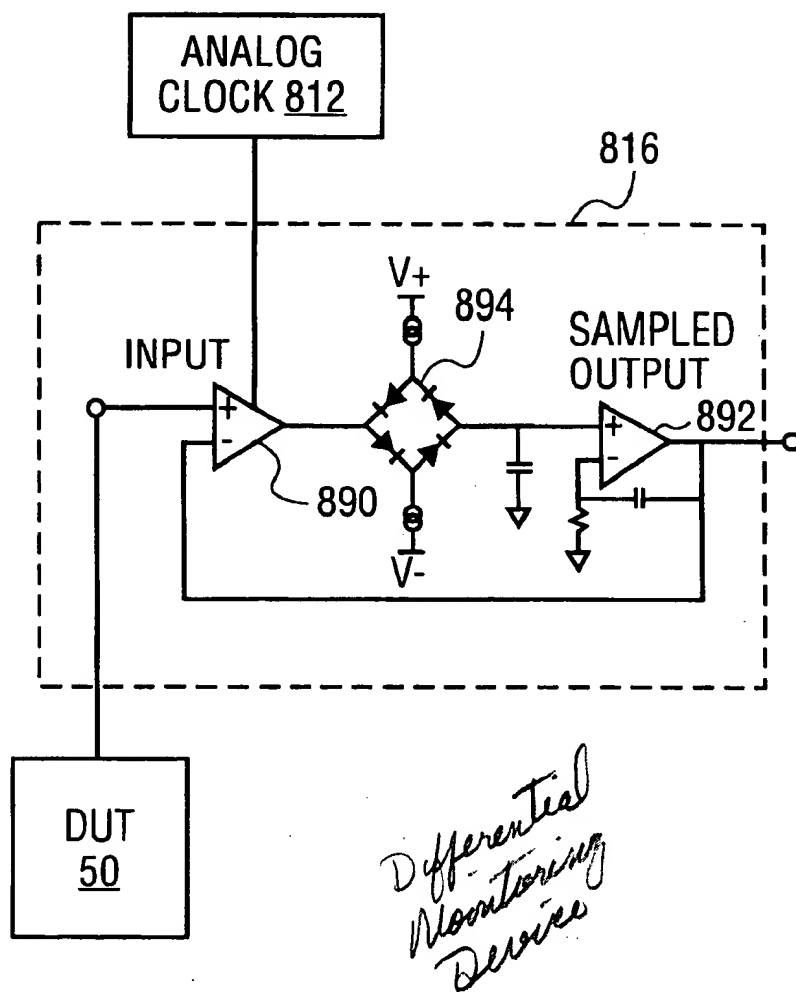 ANALOG
CLOCK 812
816
V+
894
INPUT
SAMPLED
OUTPUT
+
-
890
+
-
892
V-
DUT
50
Differential
Monitoring
Device